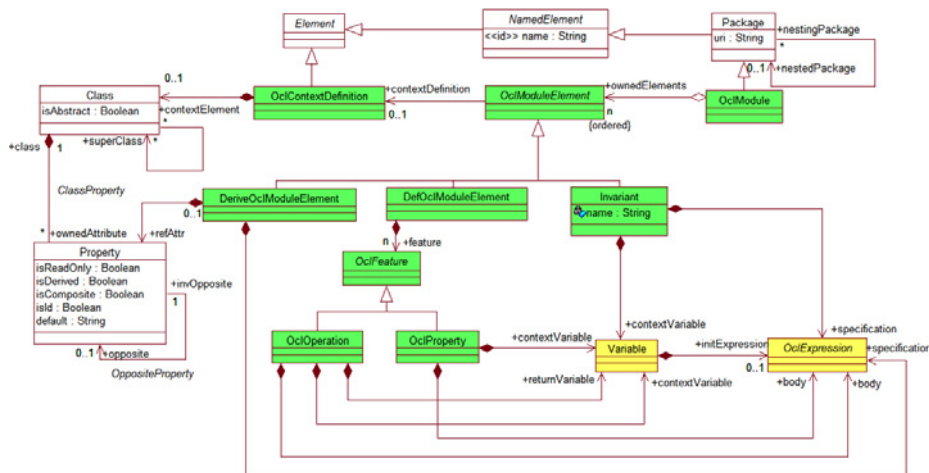 Element
NamedElement
<<id>> name : String
Package
uri : String
+nestingPackage
*
0..1
+nestedPackage
0..1
Class
isAbstract : Boolean
+contextElement
*
+superClass
*
OclContextDefinition
+contextDefinition
0..1
OclModuleElement
+ownedElements
n
{ordered}
OclModule
+class
1
ClassProperty
DeriveOclModuleElement
0..1
DefOclModuleElement
Invariant
name : String
*
+ownedAttribute
+refAttr
n
+feature
Property
isReadOnly : Boolean
isDerived : Boolean
isComposite : Boolean
isId : Boolean
default : String
+invOpposite
1
OclFeature
0..1
+opposite
OppositeProperty
OclOperation
OclProperty
+contextVariable
+contextVariable
Variable
+initExpression
0..1
+specification
OclExpression
+specification
+returnVariable
+contextVariable
+body
+body